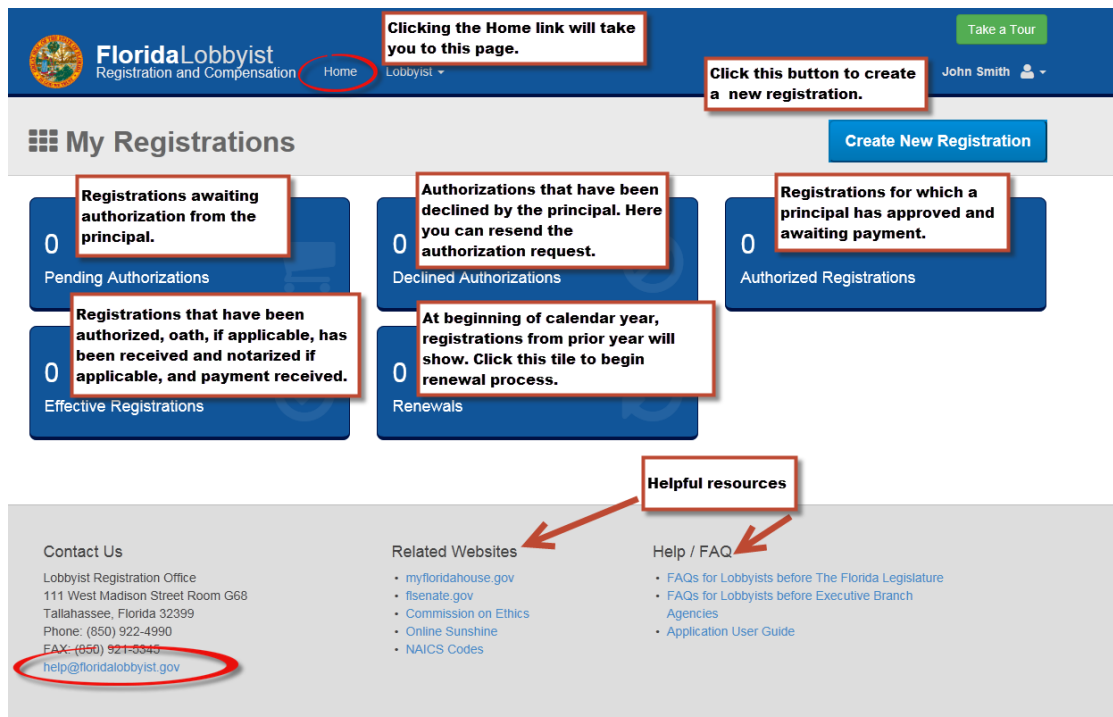 Clicking the Home link will take
you to this page.
Take a Tour
FloridaLobbyist
Registration and Compensation
Home
Lobbyist
Click this button to create
a new registration.
John Smith
My Registrations
Create New Registration
Registrations awaiting
authorization from the
principal.
0
Pending Authorizations
Authorizations that have been
declined by the principal. Here
you can resend the
authorization request.
0
Declined Authorizations
Registrations for which a
principal has approved and
awaiting payment.
0
Authorized Registrations
Registrations that have been
authorized, oath, if applicable, has
been received and notarized if
applicable, and payment received.
0
Effective Registrations
At beginning of calendar year,
registrations from prior year will
show. Click this tile to begin
renewal process.
0
Renewals
Helpful resources
Contact Us
Lobbyist Registration Office
111 West Madison Street Room G68
Tallahassee, Florida 32399
Phone: (850) 922-4990
FAX: (850) 921-5345
help@floridalobbyist.gov
Related Websites
• myfloridahouse.gov
• flsenate.gov
• Commission on Ethics
• Online Sunshine
• NAICS Codes
Help / FAQ
• FAQs for Lobbyists before The Florida Legislature
• FAQs for Lobbyists before Executive Branch
Agencies
• Application User Guide